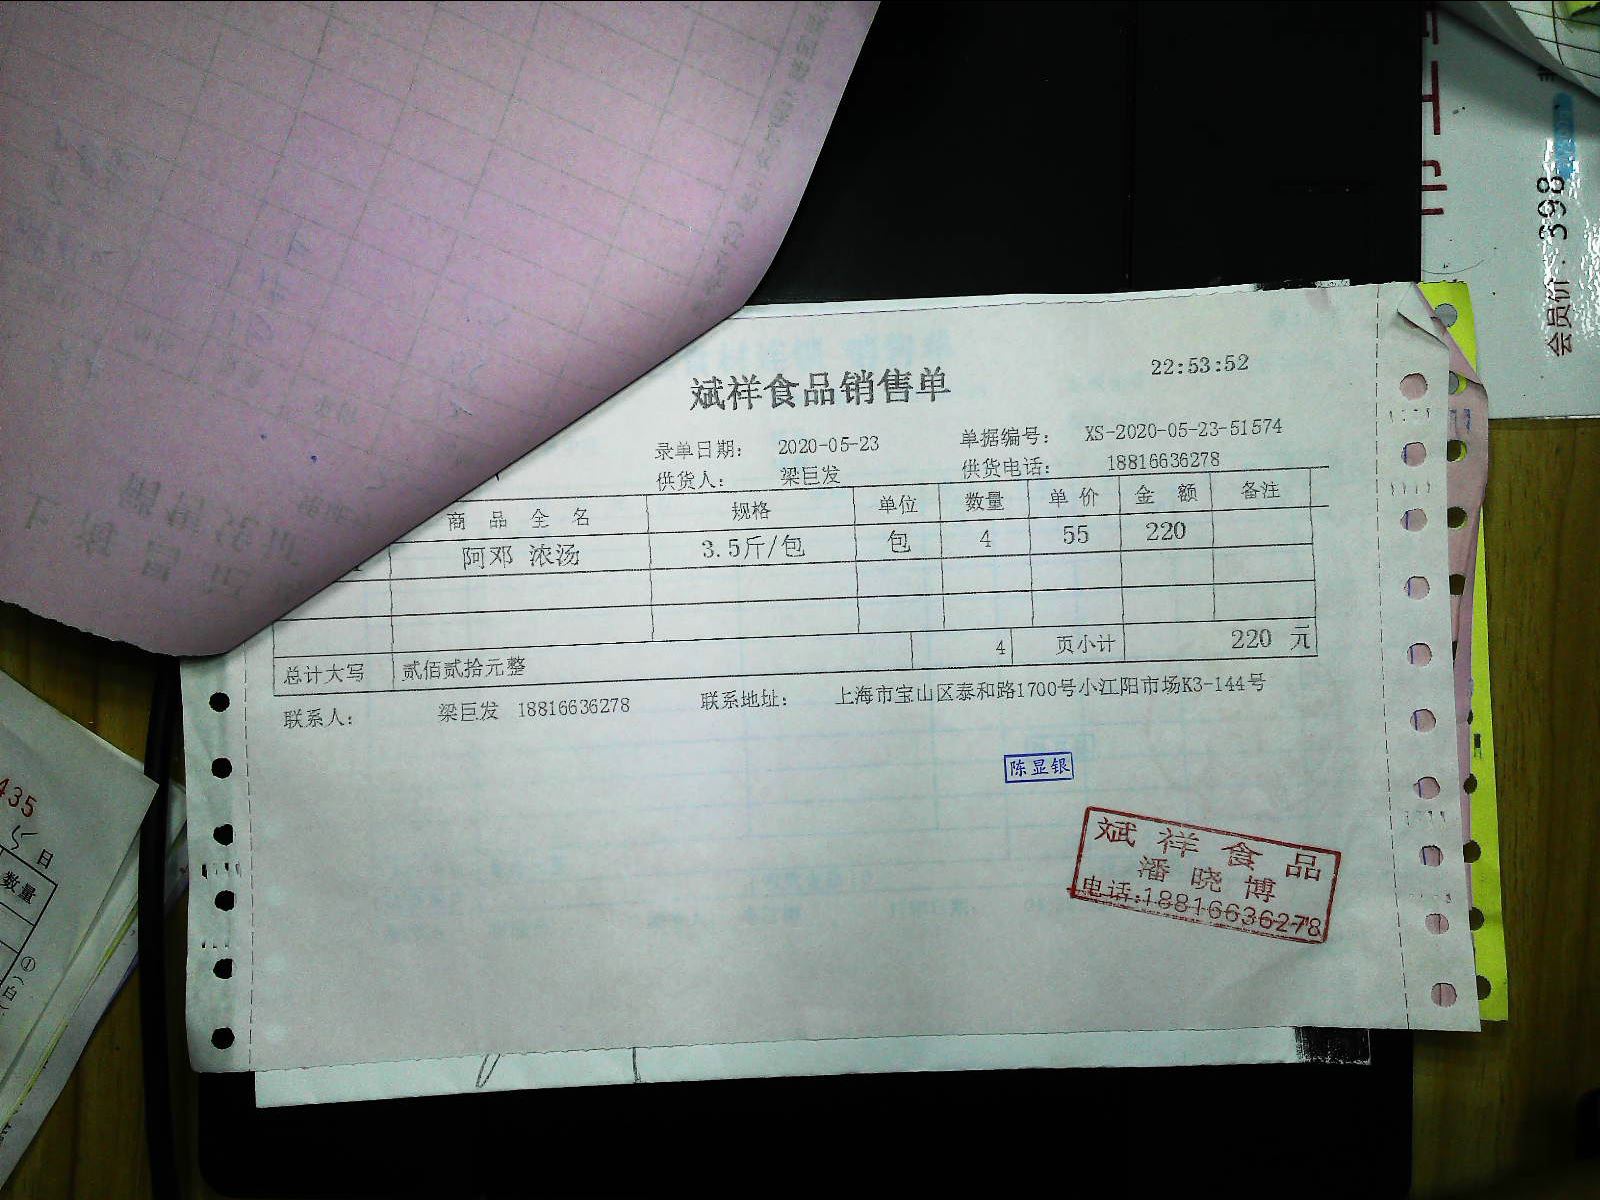 22:53:52
斌祥食品销售单
录单日期： 2020-05-23 单据编号： XS-2020-05-23-51574
供货人： 梁巨发 供货电话： 18816636278
商 品 全 名 规格 单位 数量 单 价 金 额 备注
阿邓 浓汤 3.5斤/包 包 4 55 220
4 页小计 220 元
总计大写 贰佰贰拾元整
联系人： 梁巨发 18816636278 联系地址： 上海市宝山区泰和路1700号小江阳市场K3-144号
陈显银
斌祥食品
潘晓博
电话:18816636278
会员价: 398
435
5 日
数量